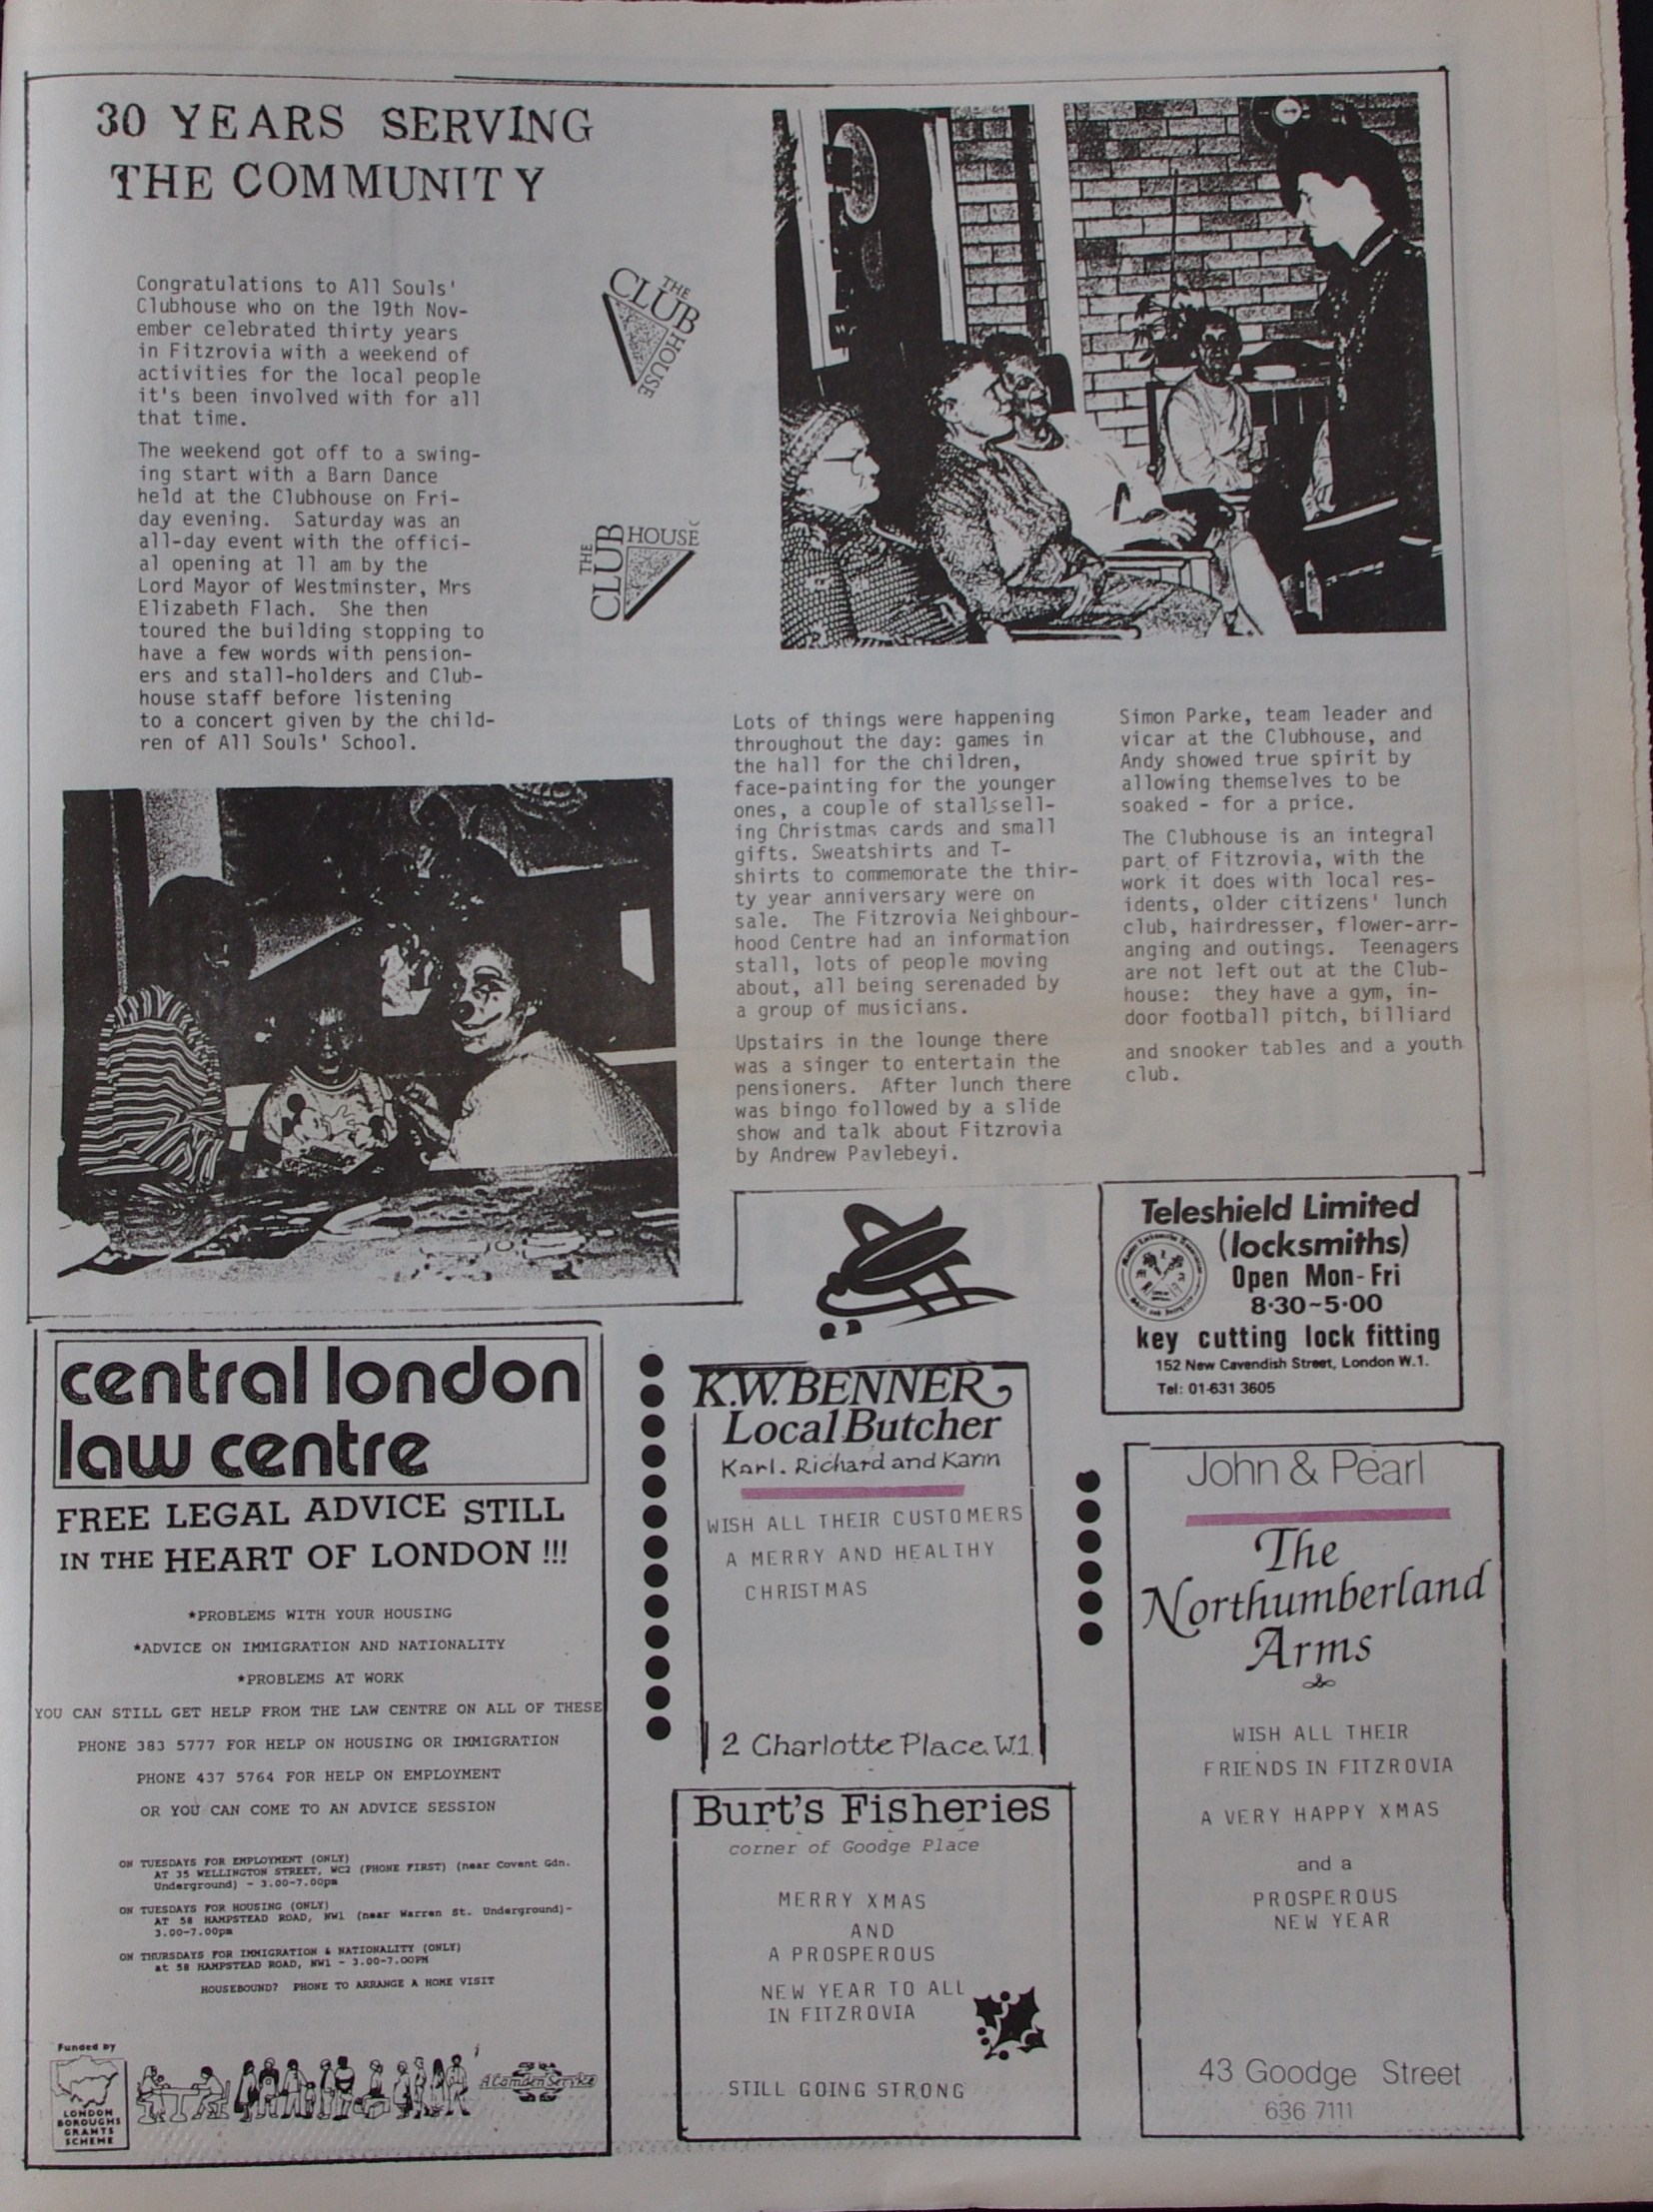 30 YEARS SERVING
THE COMMUNITY
Congratulations to All Souls'
Clubhouse who on the 19th Nov-
ember celebrated thirty years
in Fitzrovia with a weekend of
activities for the local people
it's been involved with for all
that time.
The weekend got off to a swing-
ing start with a Barn Dance
held at the Clubhouse on Fri-
day evening. Saturday was an
all-day event with the offici-
al opening at 11 am by the
Lord Mayor of Westminster, Mrs
Elizabeth Flach. She then
toured the building stopping to
have a few words with pension-
ers and stall-holders and Club-
house staff before listening
to a concert given by the child-
ren of All Souls' School.
THE
CLUB
HOUSE
THE
CLUB
HOUSE
Lots of things were happening
throughout the day: games in
the hall for the children,
face-painting for the younger
ones, a couple of stalls sell-
ing Christmas cards and small
gifts. Sweatshirts and T-
shirts to commemorate the thir-
ty year anniversary were on
sale. The Fitzrovia Neighbour-
hood Centre had an information
stall, lots of people moving
about, all being serenaded by
a group of musicians.
Upstairs in the lounge there
was a singer to entertain the
pensioners. After lunch there
was bingo followed by a slide
show and talk about Fitzrovia
by Andrew Pavlebeyi.
Simon Parke, team leader and
vicar at the Clubhouse, and
Andy showed true spirit by
allowing themselves to be
soaked - for a price.
The Clubhouse is an integral
part of Fitzrovia, with the
work it does with local res-
idents, older citizens' lunch
club, hairdresser, flower-arr-
anging and outings. Teenagers
are not left out at the Club-
house: they have a gym, in-
door football pitch, billiard
and snooker tables and a youth
club.
Teleshield Limited
(locksmiths)
Open Mon-Fri
8·30~5·00
key cutting lock fitting
152 New Cavendish Street, London W.1.
Tel: 01-631 3605
central london
law centre
FREE LEGAL ADVICE STILL
IN THE HEART OF LONDON !!!
*PROBLEMS WITH YOUR HOUSING
*ADVICE ON IMMIGRATION AND NATIONALITY
*PROBLEMS AT WORK
YOU CAN STILL GET HELP FROM THE LAW CENTRE ON ALL OF THESE
PHONE 383 5777 FOR HELP ON HOUSING OR IMMIGRATION
PHONE 437 5764 FOR HELP ON EMPLOYMENT
OR YOU CAN COME TO AN ADVICE SESSION
ON TUESDAYS FOR EMPLOYMENT (ONLY)
AT 35 WELLINGTON STREET, WC2 (PHONE FIRST) (near Covent Gdn.
Underground) - 3.00-7.00pm
ON TUESDAYS FOR HOUSING (ONLY)
AT 58 HAMPSTEAD ROAD, NW1 (near Warren St. Underground)-
3.00-7.00pm
ON THURSDAYS FOR IMMIGRATION & NATIONALITY (ONLY)
at 58 HAMPSTEAD ROAD, NW1 - 3.00-7.00PM
HOUSEBOUND? PHONE TO ARRANGE A HOME VISIT
Funded by
LONDON
BOROUGHS
GRANTS
SCHEME
A Camden Service
K.W. BENNER
Local Butcher
Karl. Richard and Karin
WISH ALL THEIR CUSTOMERS
A MERRY AND HEALTHY
CHRISTMAS
2 Charlotte Place. W.1.
Burt's Fisheries
corner of Goodge Place
MERRY XMAS
AND
A PROSPEROUS
NEW YEAR TO ALL
IN FITZROVIA
STILL GOING STRONG
John & Pearl
The
Northumberland
Arms
WISH ALL THEIR
FRIENDS IN FITZROVIA
A VERY HAPPY XMAS
and a
PROSPEROUS
NEW YEAR
43 Goodge Street
636 7111